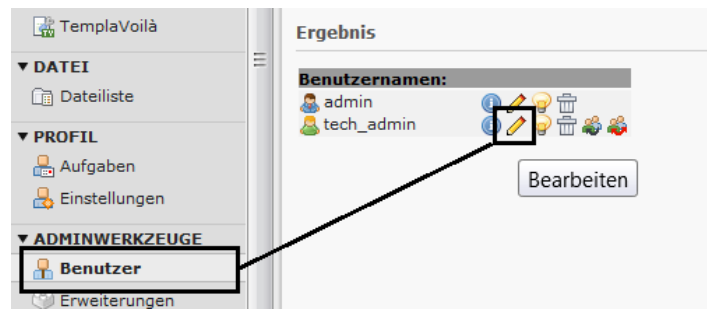 TemplaVoilà
DATEI
Dateiliste
PROFIL
Aufgaben
Einstellungen
ADMINWERKZEUGE
Benutzer
Erweiterungen
Ergebnis
Benutzernamen:
admin
tech_admin
Bearbeiten